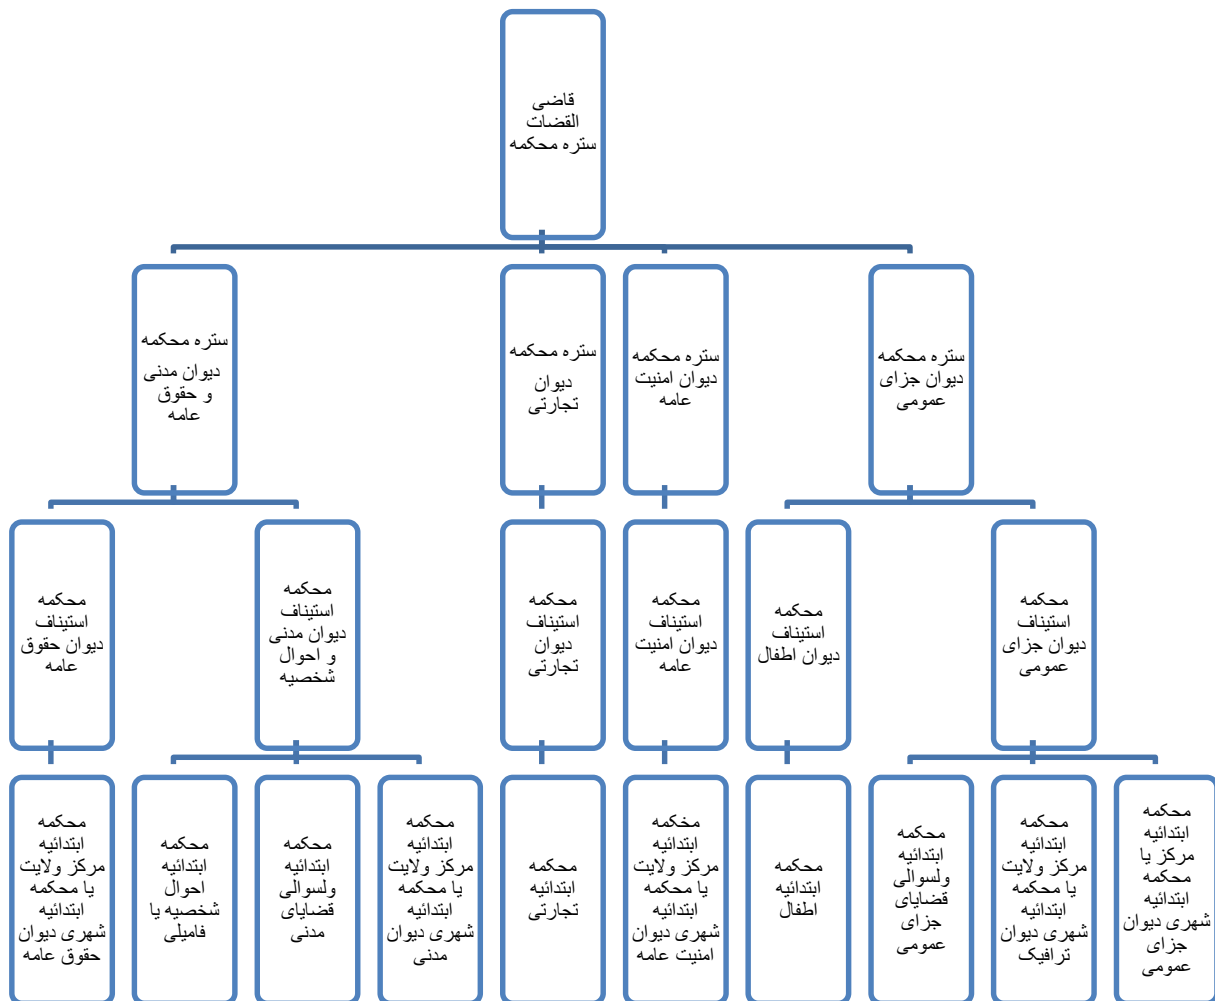 قاضی
القضات
ستره محکمه
ستره محکمه
دیوان جزای
عمومی
ستره محکمه
دیوان امنیت
عامه
ستره محکمه
دیوان
تجارتی
ستره محکمه
دیوان مدنی
و حقوق
عامه
محکمه
استیناف
دیوان جزای
عمومی
محکمه
استیناف
دیوان اطفال
محکمه
استیناف
دیوان امنیت
عامه
محکمه
استیناف
دیوان
تجارتی
محکمه
استیناف
دیوان مدنی
و احوال
شخصیه
محکمه
استیناف
دیوان حقوق
عامه
محکمه
ابتدائیه
مرکز یا
محکمه
ابتدائیه
شهری دیوان
جزای
عمومی
محکمه
ابتدائیه
مرکز ولایت
یا محکمه
ابتدائیه
شهری دیوان
ترافیک
محکمه
ابتدائیه
ولسوالی
قضایای
جزای
عمومی
محکمه
ابتدائیه
اطفال
مخکمه
ابتدائیه
مرکز ولایت
یا محکمه
ابتدائیه
شهری دیوان
امنیت عامه
محکمه
ابتدائیه
تجارتی
محکمه
ابتدائیه
مرکز ولایت
یا محکمه
ابتدائیه
شهری دیوان
مدنی
محکمه
ابتدائیه
ولسوالی
قضایای
مدنی
محکمه
ابتدائیه
احوال
شخصیه یا
فامیلی
محکمه
ابتدائیه
مرکز ولایت
یا محکمه
ابتدائیه
شهری دیوان
حقوق عامه